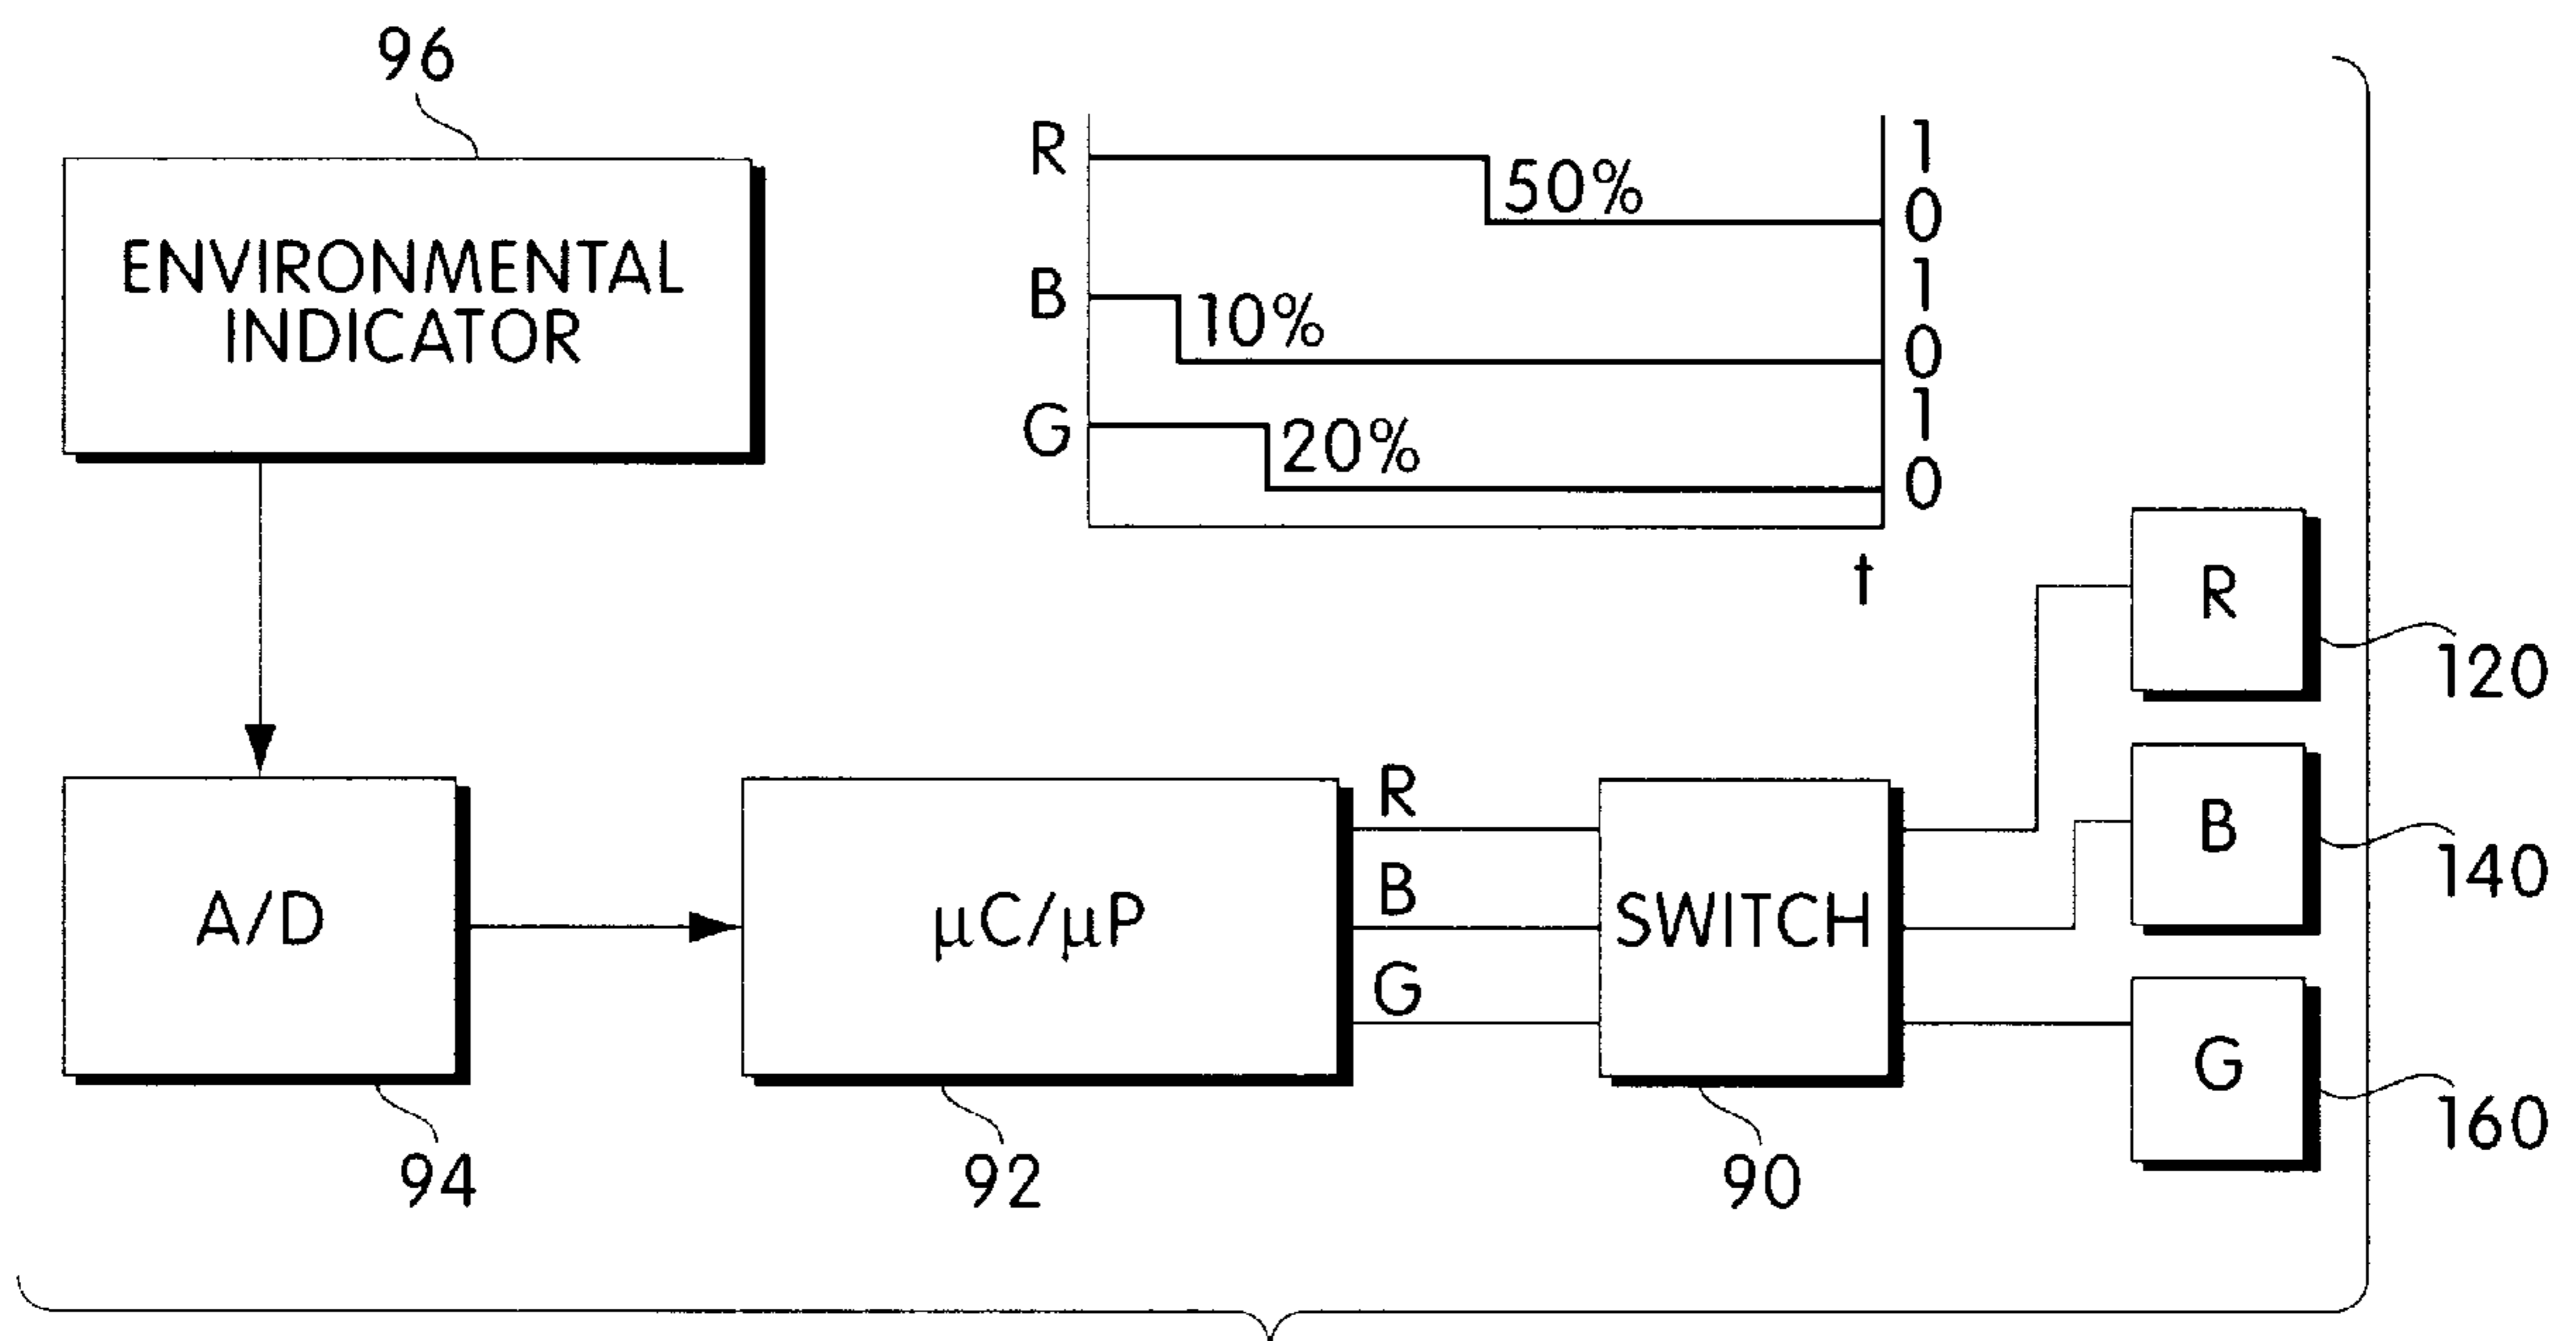 96
ENVIRONMENTAL
INDICATOR
R
50%
1
0
B
10%
1
0
G
20%
1
0
t
R
120
B
140
G
160
A/D
94
µC/µP
92
R
B
G
SWITCH
90